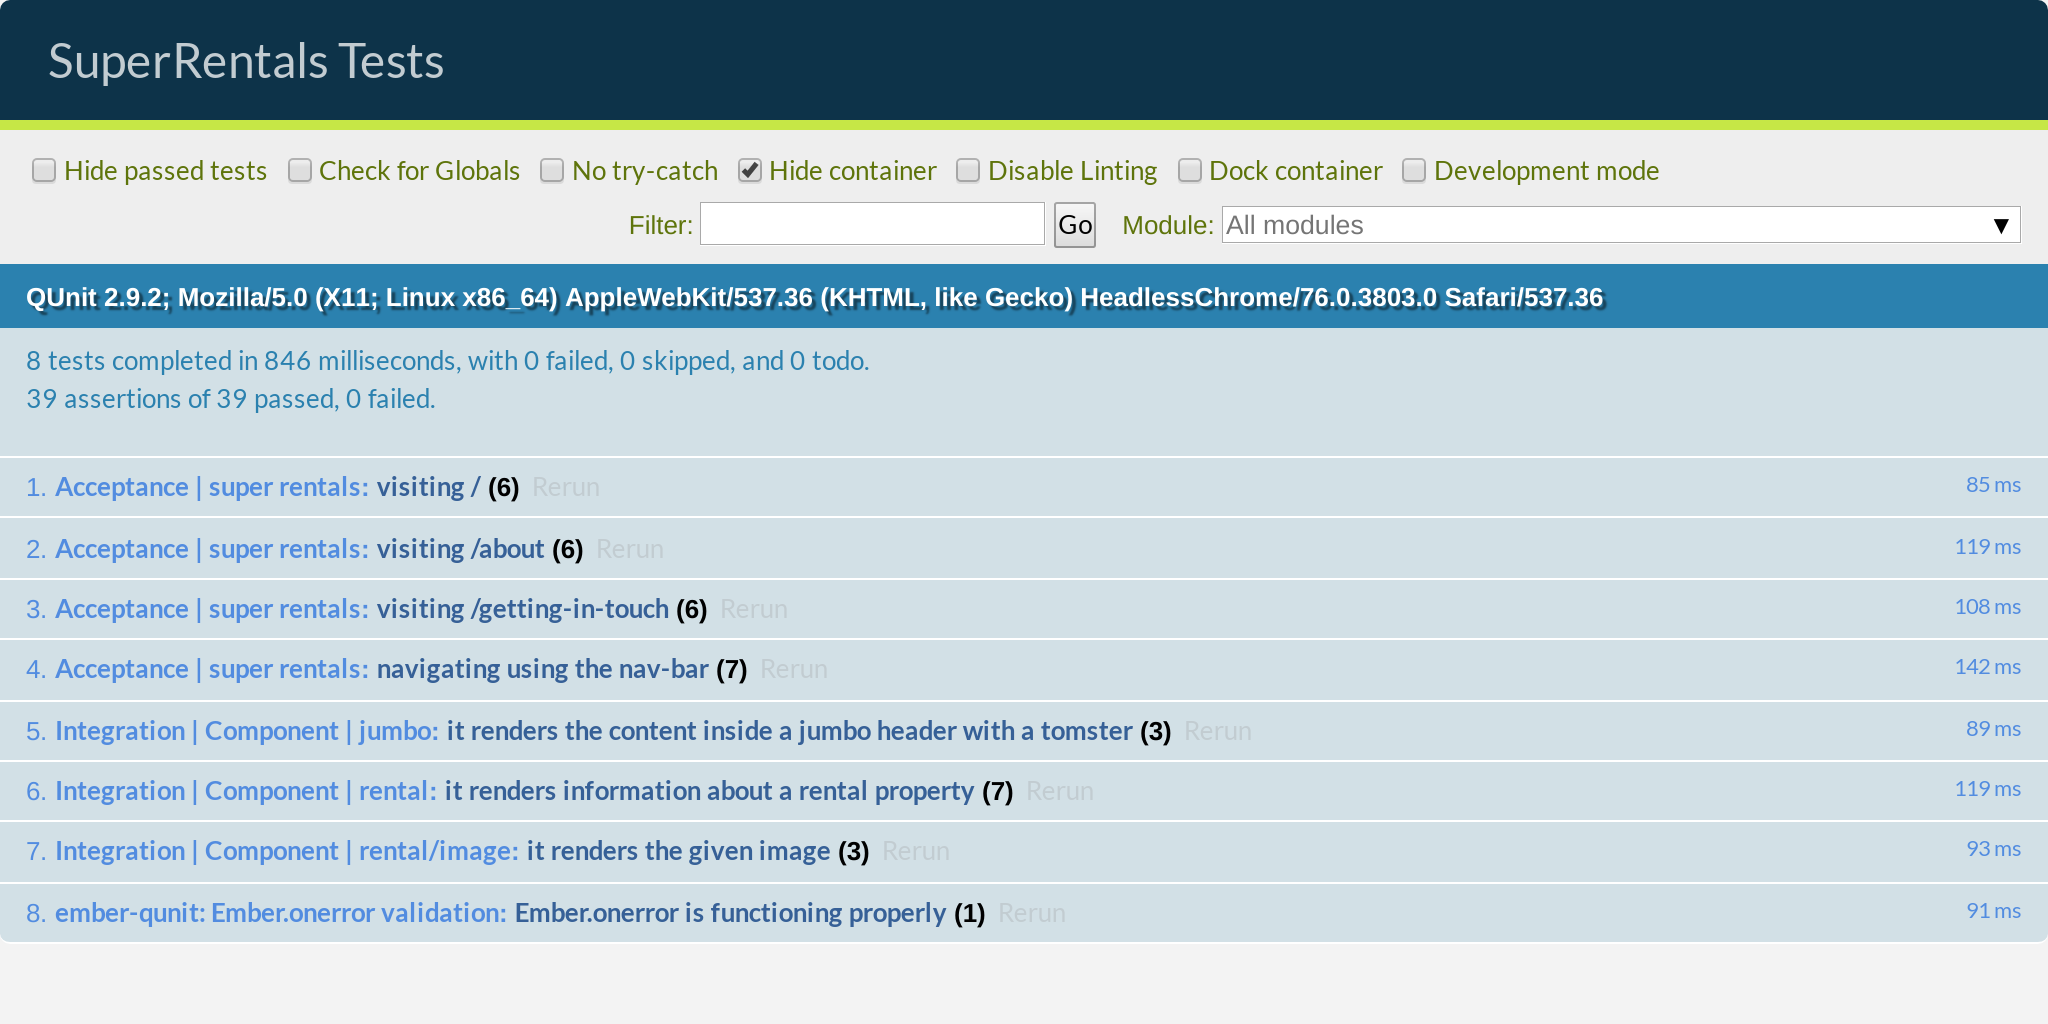 SuperRentals Tests
Hide passed tests Check for Globals No try-catch Hide container Disable Linting Dock container Development mode
Filter: Go Module: All modules ▼
QUnit 2.9.2; Mozilla/5.0 (X11; Linux x86_64) AppleWebKit/537.36 (KHTML, like Gecko) HeadlessChrome/76.0.3803.0 Safari/537.36
8 tests completed in 846 milliseconds, with 0 failed, 0 skipped, and 0 todo.
39 assertions of 39 passed, 0 failed.
1. Acceptance | super rentals: visiting / (6) Rerun 85 ms
2. Acceptance | super rentals: visiting /about (6) Rerun 119 ms
3. Acceptance | super rentals: visiting /getting-in-touch (6) Rerun 108 ms
4. Acceptance | super rentals: navigating using the nav-bar (7) Rerun 142 ms
5. Integration | Component | jumbo: it renders the content inside a jumbo header with a tomster (3) Rerun 89 ms
6. Integration | Component | rental: it renders information about a rental property (7) Rerun 119 ms
7. Integration | Component | rental/image: it renders the given image (3) Rerun 93 ms
8. ember-qunit: Ember.onerror validation: Ember.onerror is functioning properly (1) Rerun 91 ms